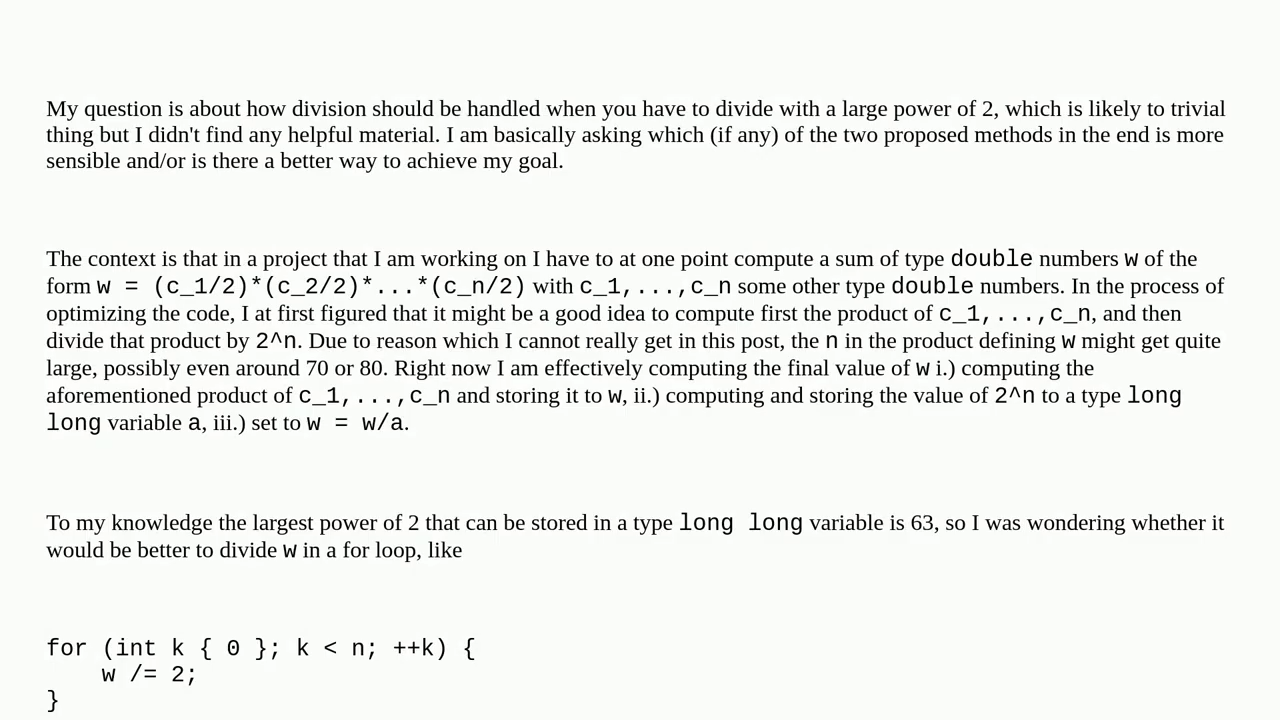 My question is about how division should be handled when you have to divide with a large power of 2, which is likely to trivial
thing but I didn't find any helpful material. I am basically asking which (if any) of the two proposed methods in the end is more
sensible and/or is there a better way to achieve my goal.
The context is that in a project that I am working on I have to at one point compute a sum of type double numbers w of the
form w = (c_1/2)*(c_2/2)*...*(c_n/2) with c_1,...,c_n some other type double numbers. In the process of
optimizing the code, I at first figured that it might be a good idea to compute first the product of c_1,...,c_n, and then
divide that product by 2^n. Due to reason which I cannot really get in this post, the n in the product defining w might get quite
large, possibly even around 70 or 80. Right now I am effectively computing the final value of w i.) computing the
aforementioned product of c_1,...,c_n and storing it to w, ii.) computing and storing the value of 2^n to a type long
long variable a, iii.) set to w = w/a.
To my knowledge the largest power of 2 that can be stored in a type long long variable is 63, so I was wondering whether it
would be better to divide w in a for loop, like
for (int k { 0 }; k < n; ++k) {
    w /= 2;
}